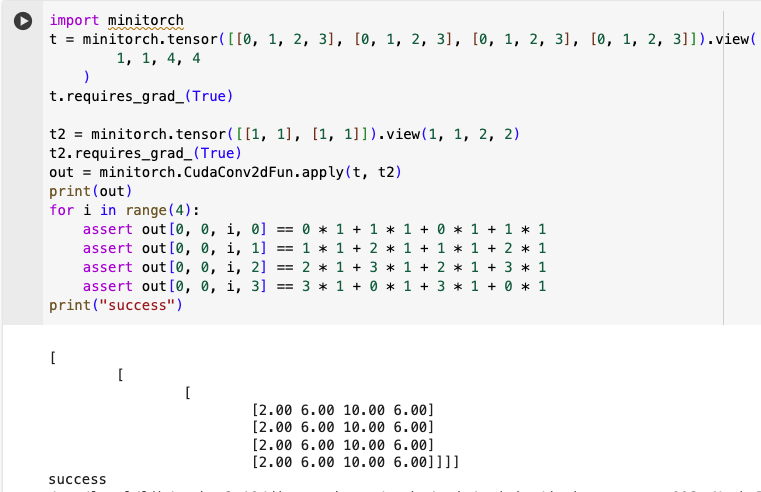 import minitorch
t = minitorch.tensor([[0, 1, 2, 3], [0, 1, 2, 3], [0, 1, 2, 3], [0, 1, 2, 3]]).view(
1, 1, 4, 4
)
t.requires_grad_(True)
t2 = minitorch.tensor([[1, 1], [1, 1]]).view(1, 1, 2, 2)
t2.requires_grad_(True)
out = minitorch.CudaConv2dFun.apply(t, t2)
print(out)
for i in range(4):
assert out[0, 0, i, 0] == 0 * 1 + 1 * 1 + 0 * 1 + 1 * 1
assert out[0, 0, i, 1] == 1 * 1 + 2 * 1 + 1 * 1 + 2 * 1
assert out[0, 0, i, 2] == 2 * 1 + 3 * 1 + 2 * 1 + 3 * 1
assert out[0, 0, i, 3] == 3 * 1 + 0 * 1 + 3 * 1 + 0 * 1
print("success")
[
[
[
[2.00 6.00 10.00 6.00]
[2.00 6.00 10.00 6.00]
[2.00 6.00 10.00 6.00]
[2.00 6.00 10.00 6.00]]]]
success